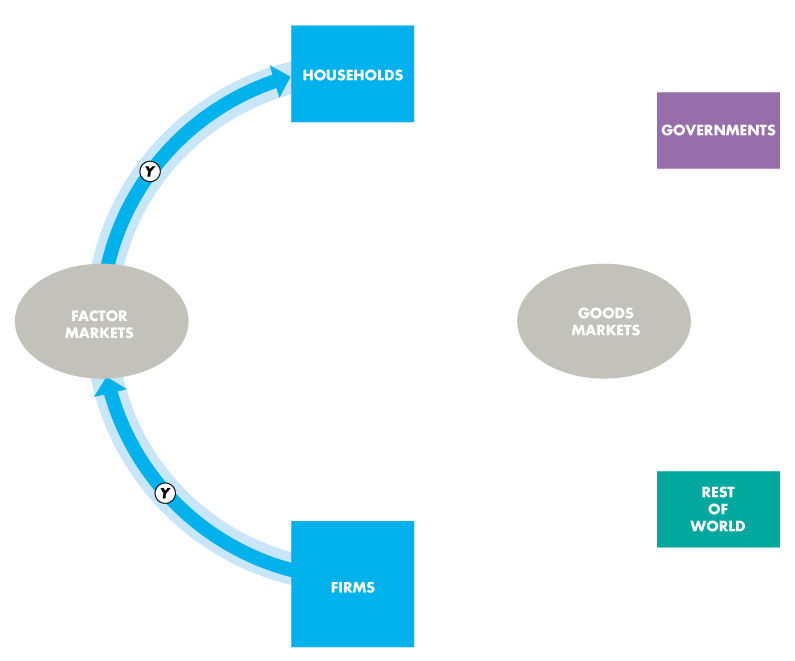 HOUSEHOLDS
GOVERNMENTS
Y
FACTOR
MARKETS
GOODS
MARKETS
Y
REST
OF
WORLD
FIRMS